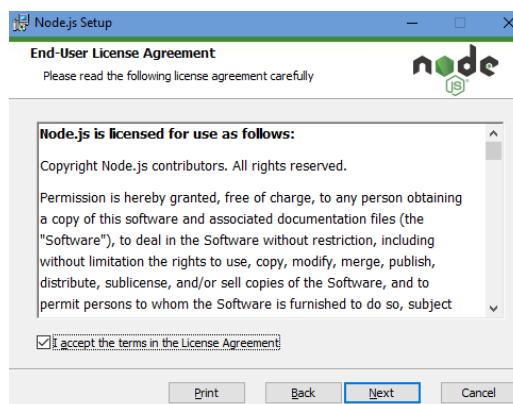 Node.js Setup
End-User License Agreement
Please read the following license agreement carefully
node
JS
Node.js is licensed for use as follows:
Copyright Node.js contributors. All rights reserved.
Permission is hereby granted, free of charge, to any person obtaining
a copy of this software and associated documentation files (the
"Software"), to deal in the Software without restriction, including
without limitation the rights to use, copy, modify, merge, publish,
distribute, sublicense, and/or sell copies of the Software, and to
permit persons to whom the Software is furnished to do so, subject
I accept the terms in the License Agreement
Print
Back
Next
Cancel